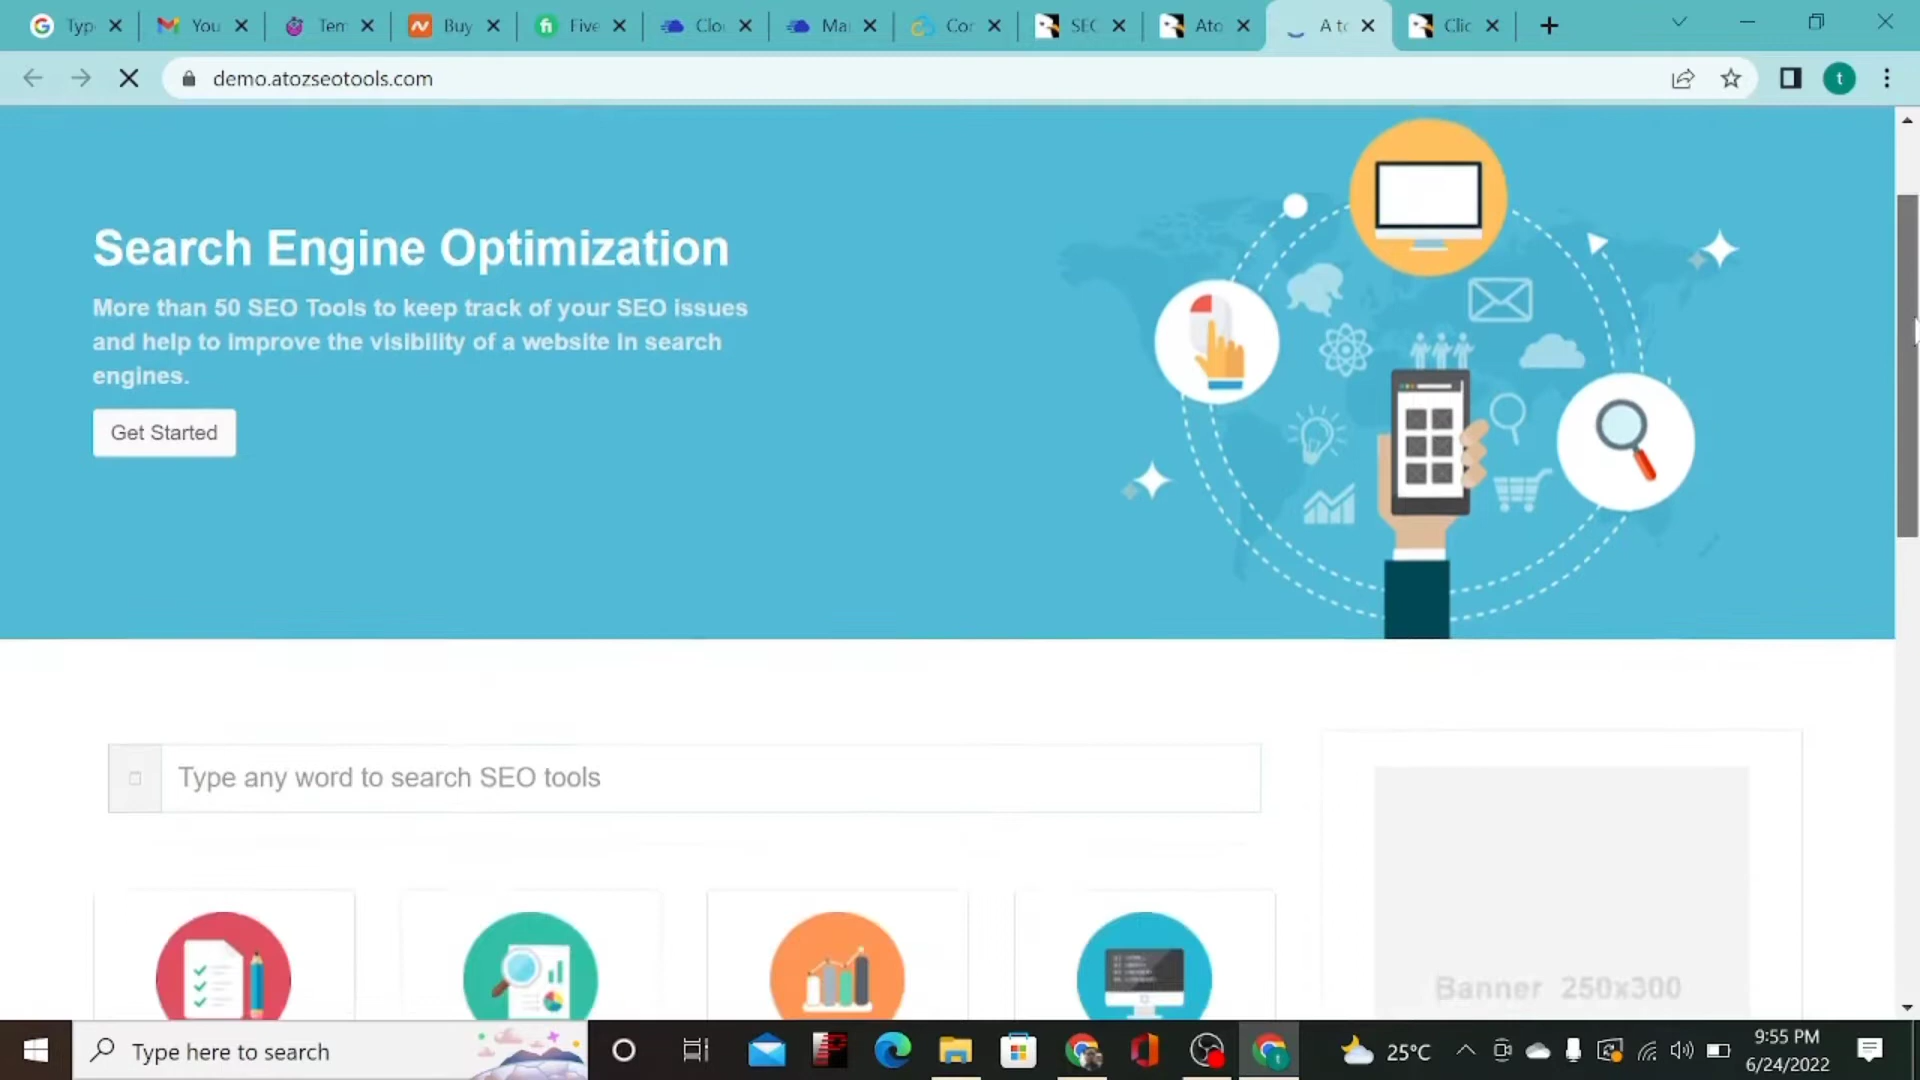 Typ
You
Tem
Buy
Five
Clo
Ma
Cor
SEO
Ato
A to
Clic
demo.atozseotools.com
t
Search Engine Optimization
More than 50 SEO Tools to keep track of your SEO issues
and help to improve the visibility of a website in search
engines.
Get Started
Type any word to search SEO tools
Banner 250x300
Type here to search
25°C
9:55 PM
6/24/2022